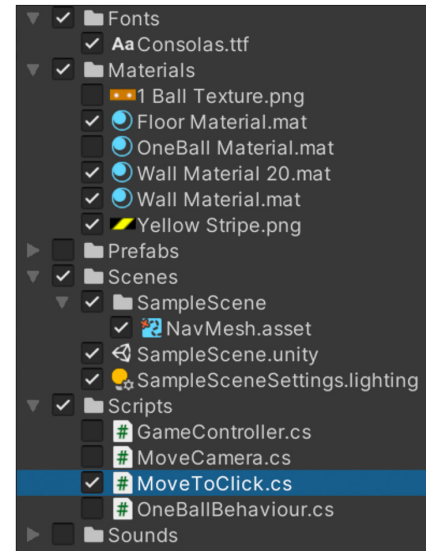 Fonts
Aa Consolas.ttf
Materials
1 Ball Texture.png
Floor Material.mat
OneBall Material.mat
Wall Material 20.mat
Wall Material.mat
Yellow Stripe.png
Prefabs
Scenes
SampleScene
NavMesh.asset
SampleScene.unity
SampleSceneSettings.lighting
Scripts
# GameController.cs
# MoveCamera.cs
# MoveToClick.cs
# OneBallBehaviour.cs
Sounds